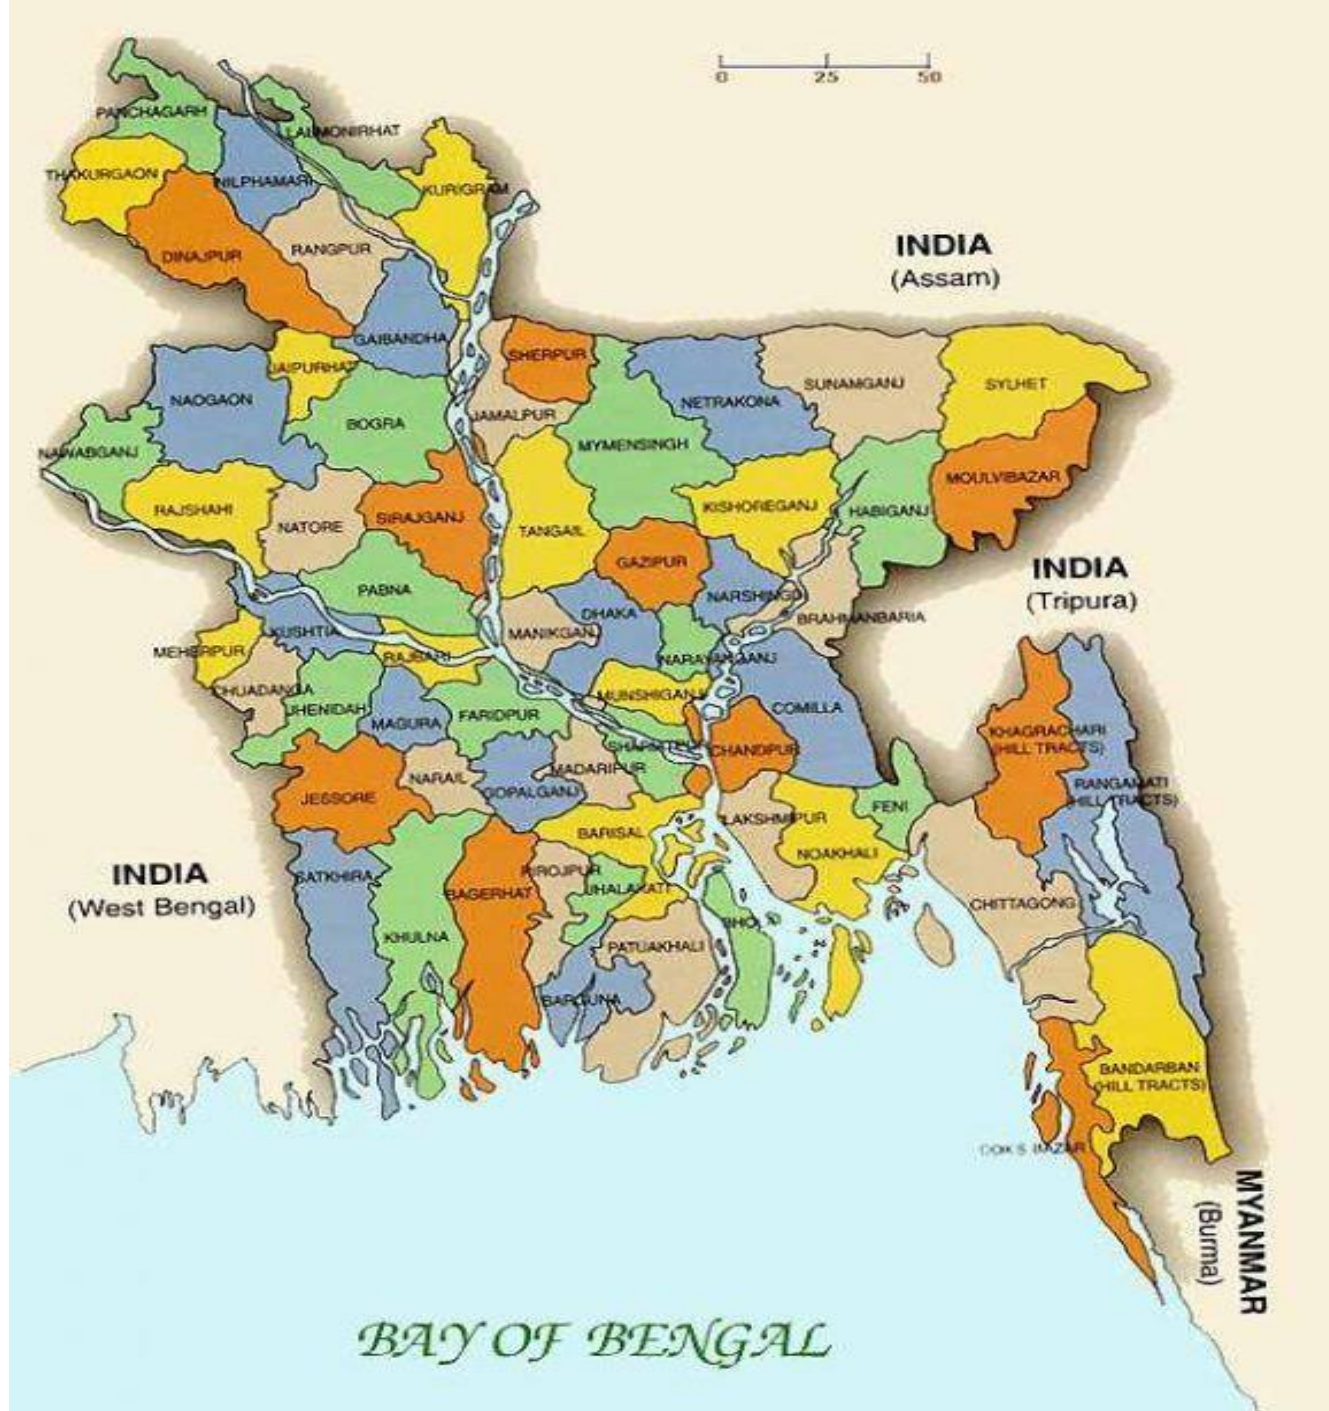 0 25 50
PANCHAGARH
LALMONIRHAT
THAKURGAON
NILPHAMARI
KURIGRAM
DINAJPUR
RANGPUR
INDIA
(Assam)
GAIBANDHA
SHERPUR
JAIPURHAT
SUNAMGANJ
SYLHET
NAOGAON
NETRAKONA
BOGRA
JAMALPUR
MYMENSINGH
NAWABGANJ
MOULVIBAZAR
RAJSHAHI
KISHOREGANJ
HABIGANJ
NATORE
SIRAJGANJ
TANGAIL
GAZIPUR
INDIA
(Tripura)
PABNA
NARSHINGDI
DHAKA
BRAHMANBARIA
KUSHTIA
MANIKGANJ
MEHERPUR
RAJBARI
NARAYANGANJ
CHUADANGA
MUNSHIGANJ
JHENIDAH
COMILLA
MAGURA
FARIDPUR
KHAGRACHARI
(HILL TRACTS)
CHANDPUR
MADARIPUR
NARAIL
GOPALGANJ
RANGAMATI
(HILL TRACTS)
JESSORE
FENI
LAKSHMIPUR
BARISAL
NOAKHALI
INDIA
(West Bengal)
SATKHIRA
PIROJPUR
JHALAKATI
BAGERHAT
CHITTAGONG
BHOLA
KHULNA
PATUAKHALI
BARGUNA
BANDARBAN
(HILL TRACTS)
COX'S BAZAR
MYANMAR
(Burma)
BAY OF BENGAL